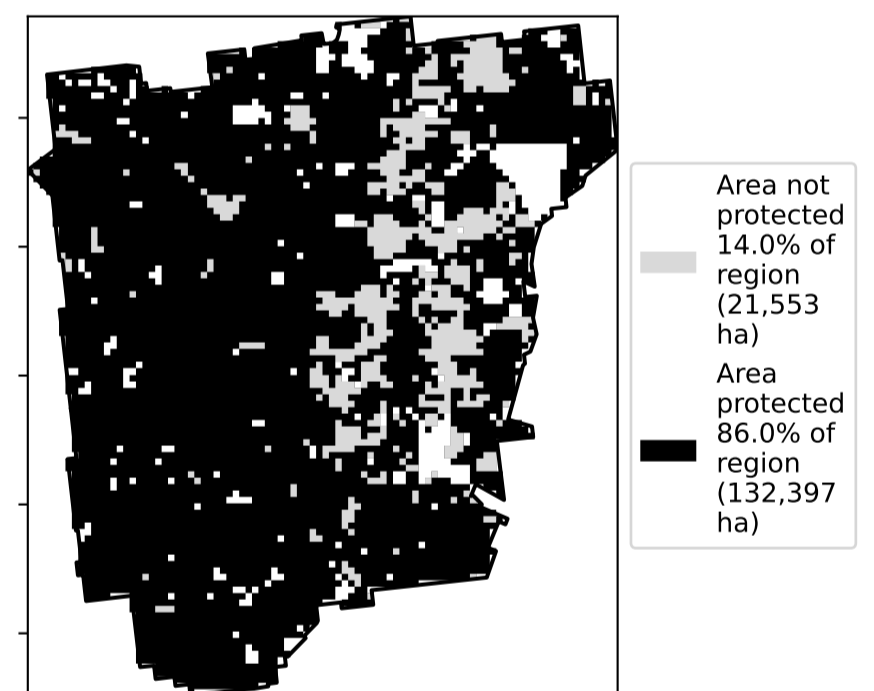 Area not
protected
14.0% of
region
(21,553
ha)
Area
protected
86.0% of
region
(132,397
ha)